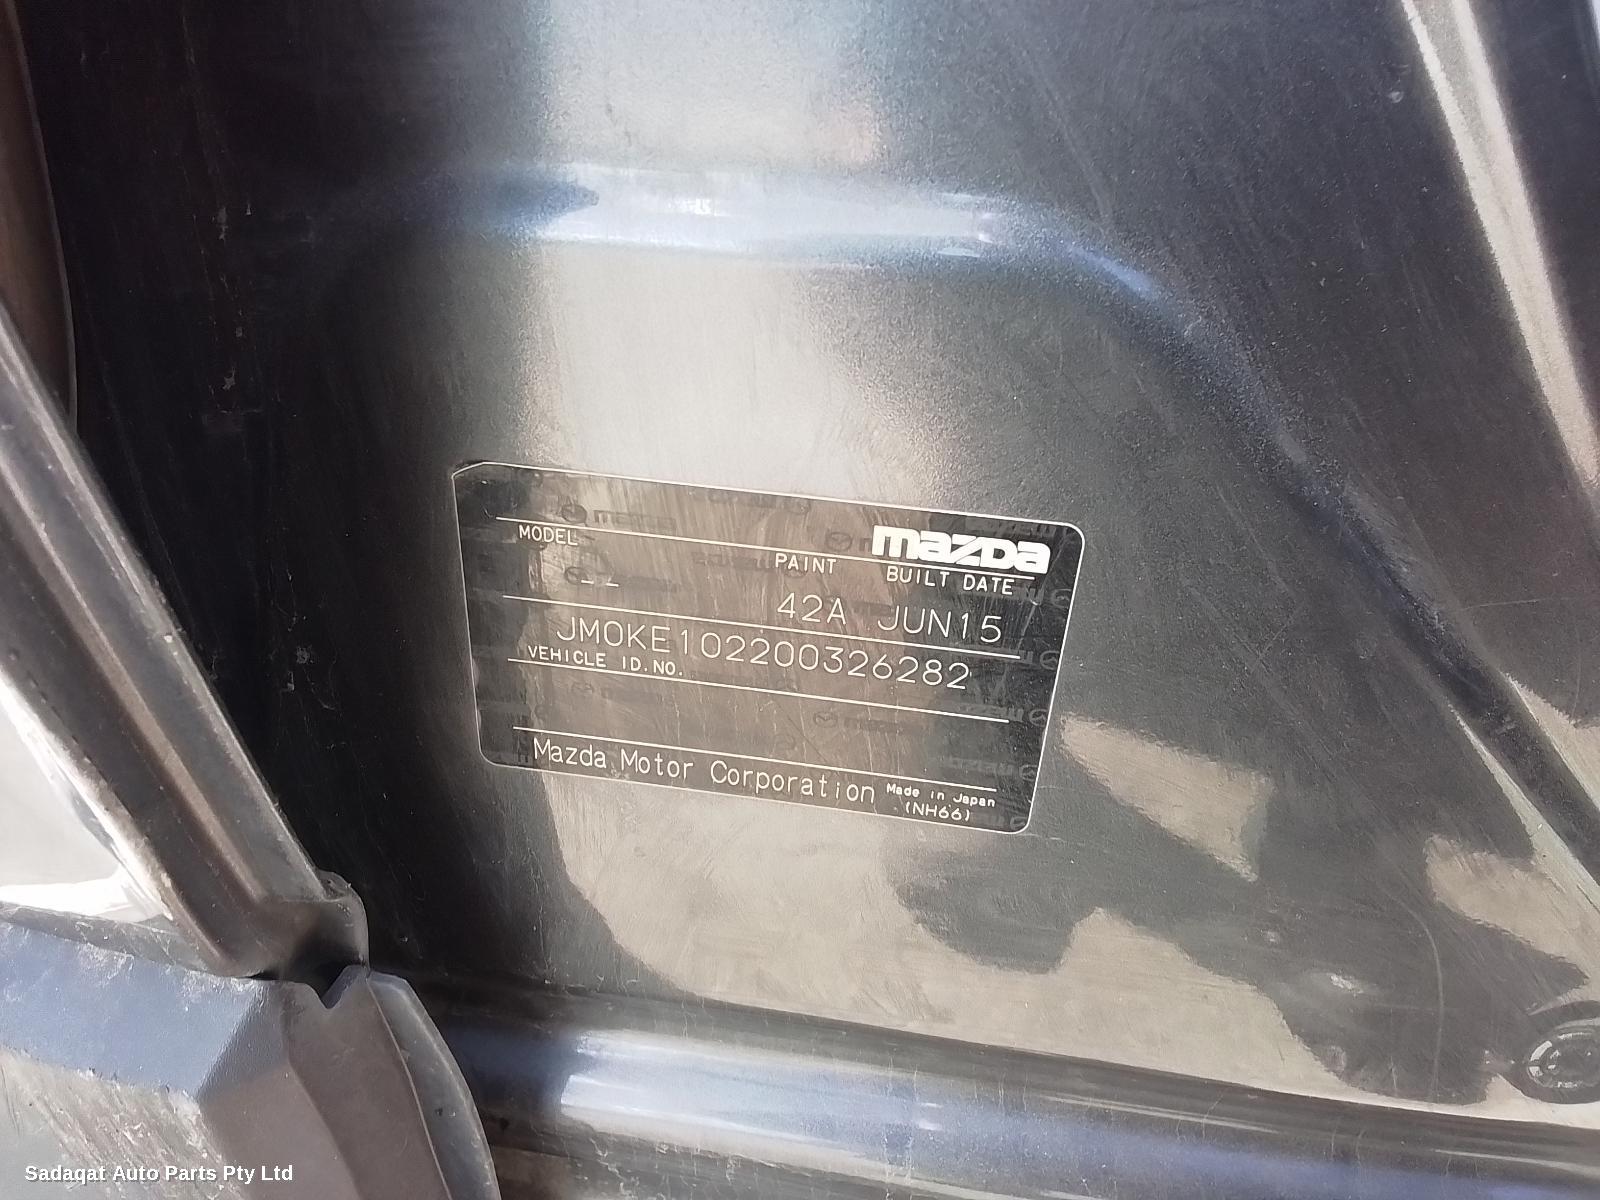 mazda
MODEL PAINT BUILT DATE
-- 42A JUN15
JM0KE102200326282
VEHICLE ID.NO.
Mazda Motor Corporation Made in Japan
(NH66)
Sadaqat Auto Parts Pty Ltd